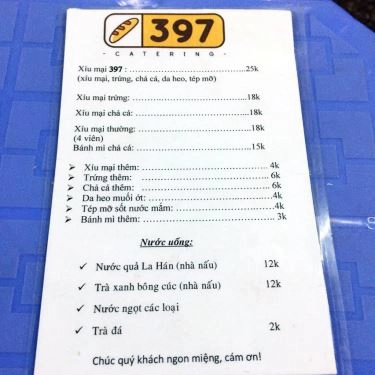 397
- CATERING -
Xíu mại 397 :..............................25k
(xíu mại, trứng, chả cá, da heo, tép mỡ)
Xíu mại trứng:..............................18k
Xíu mại chả cá:..............................18k
Xíu mại thường:..............................18k
(4 viên)
Bánh mì chả cá:..............................15k
➤ Xíu mại thêm: ..............................4k
➤ Trứng thêm: ..............................6k
➤ Chả cá thêm: ..............................6k
➤ Da heo muối ớt: ..............................4k
➤ Tép mỡ sốt nước mắm: ....................4k
➤ Bánh mì thêm: ..............................3k
Nước uống:
✓ Nước quả La Hán (nhà nấu) 12k
✓ Trà xanh bông cúc (nhà nấu) 12k
✓ Nước ngọt các loại
✓ Trà đá 2k
Chúc quý khách ngon miệng, cám ơn!